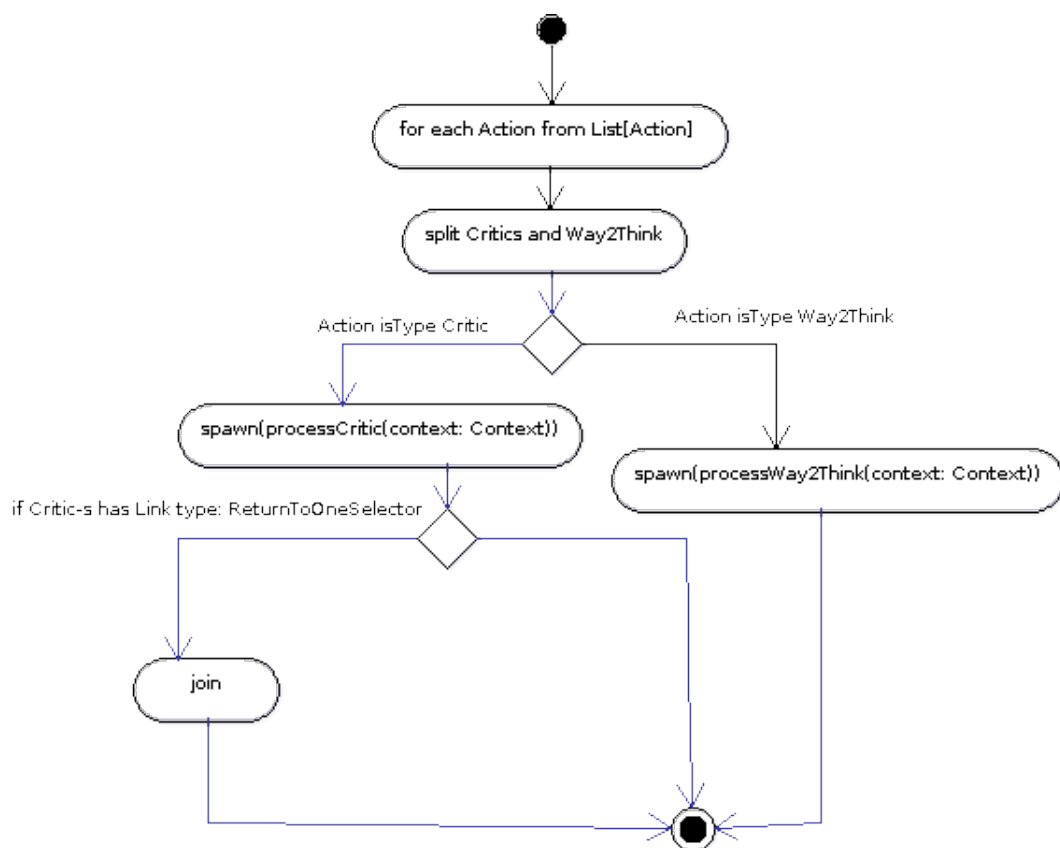 for each Action from List[Action]
split Critics and Way2Think
Action isType Critic
Action isType Way2Think
spawn(processCritic(context: Context))
spawn(processWay2Think(context: Context))
if Critic-s has Link type: ReturnToOneSelector
join